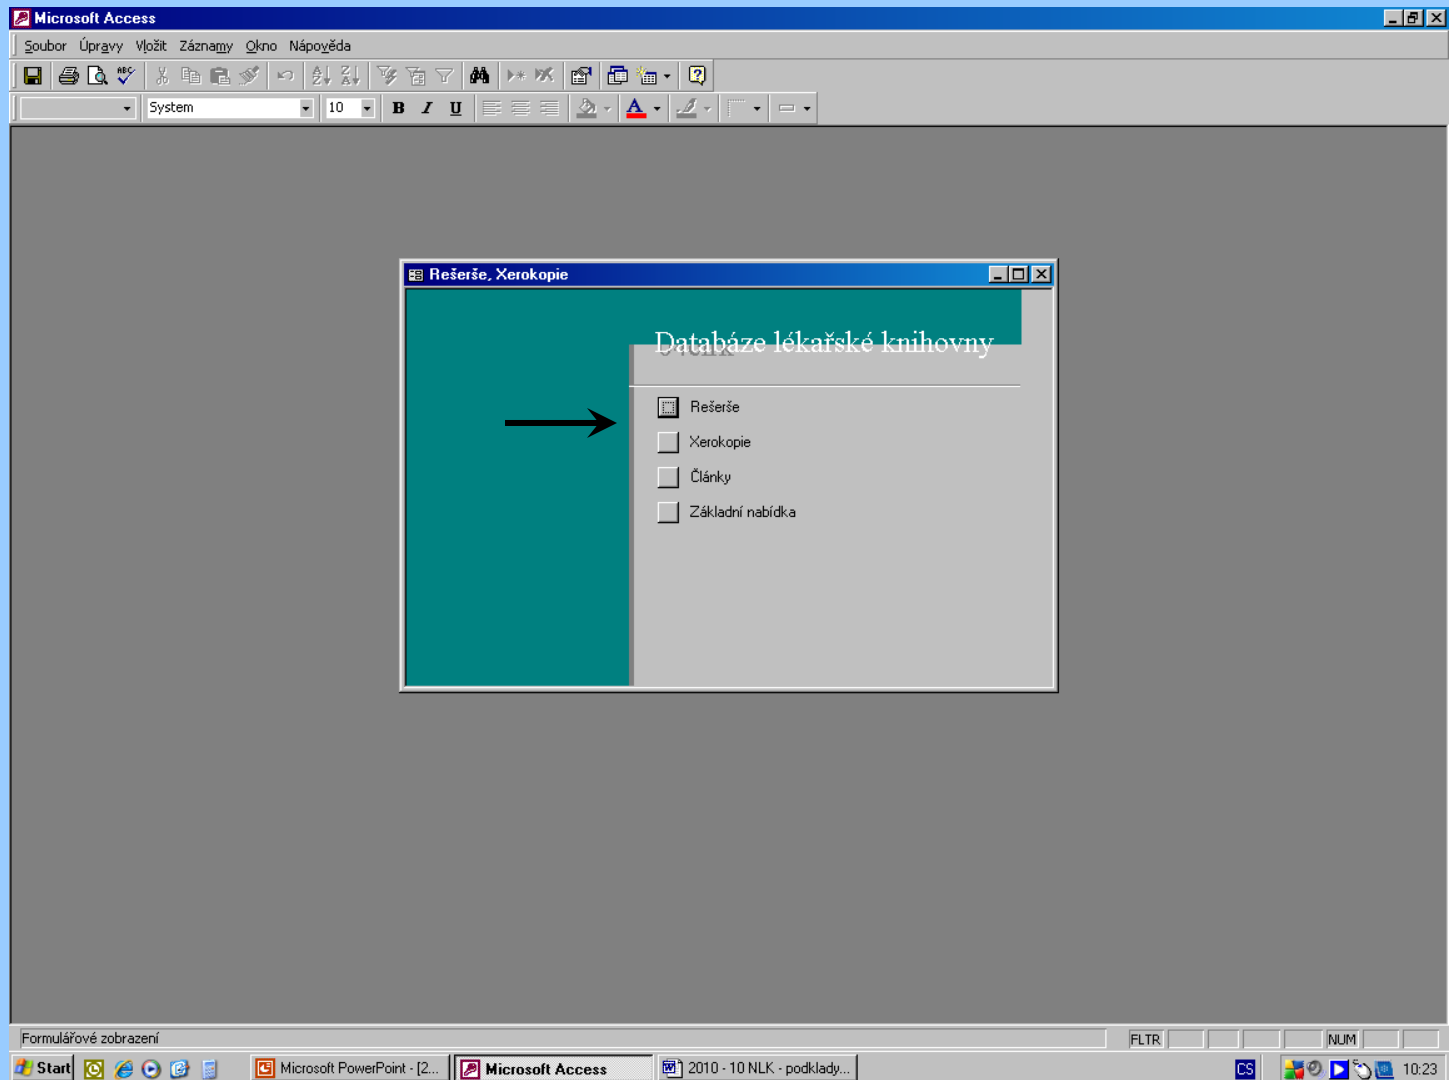 Microsoft Access
Soubor Úpravy Vložit Záznamy Okno Nápověda
System 10 B I U A
Rešerše, Xerokopie
Databáze lékařské knihovny
Rešerše
Xerokopie
Články
Základní nabídka
Formulářové zobrazení FLTR NUM
Start Microsoft PowerPoint - [2... Microsoft Access 2010 - 10 NLK - podklady... CS 10:23